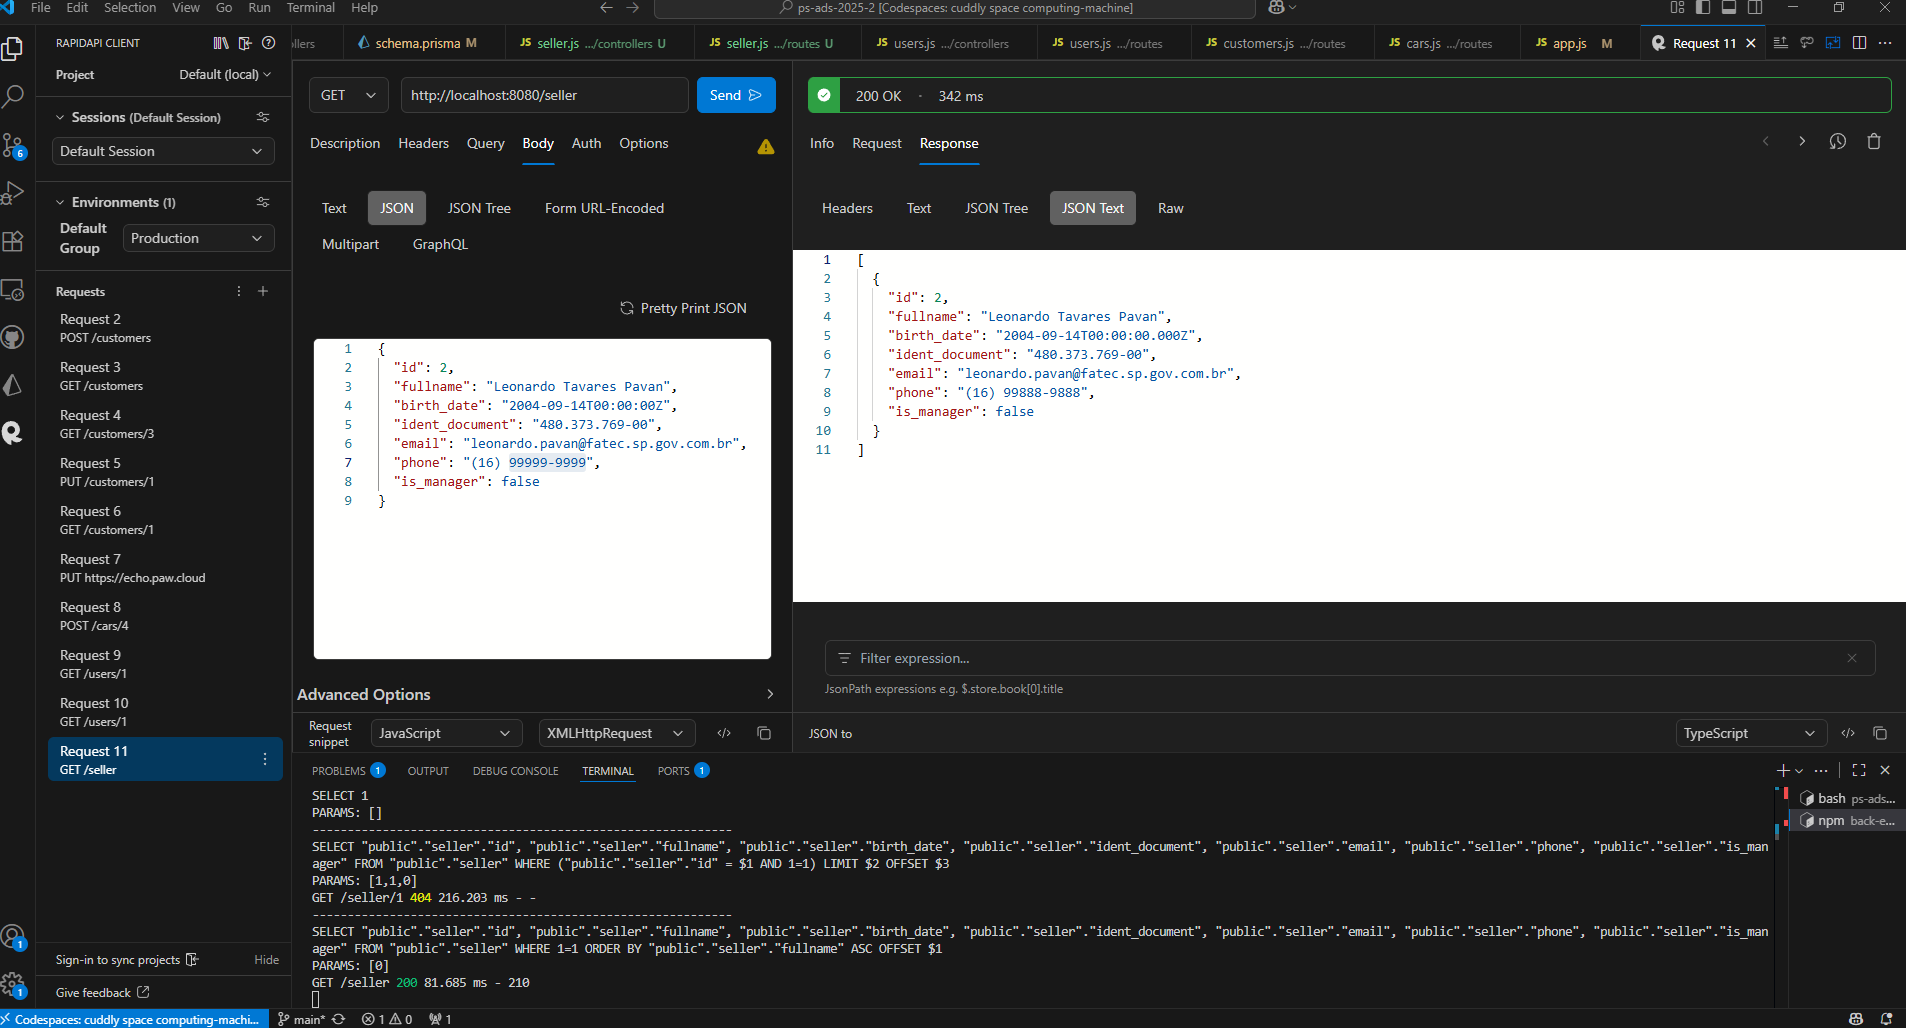 File Edit Selection View Go Run Terminal Help
ps-ads-2025-2 [Codespaces: cuddly space computing-machine]
RAPIDAPI CLIENT
Project Default (local)
Sessions (Default Session)
Default Session
Environments (1)
Default Group Production
Requests
Request 2
POST /customers
Request 3
GET /customers
Request 4
GET /customers/3
Request 5
PUT /customers/1
Request 6
GET /customers/1
Request 7
PUT https://echo.paw.cloud
Request 8
POST /cars/4
Request 9
GET /users/1
Request 10
GET /users/1
Request 11
GET /seller
Sign-in to sync projects Hide
Give feedback
6
1
1
ollers schema.prisma M JS seller.js .../controllers U JS seller.js .../routes U JS users.js .../controllers JS users.js .../routes JS customers.js .../routes JS cars.js .../routes JS app.js M Request 11
GET http://localhost:8080/seller Send
Description Headers Query Body Auth Options
Text JSON JSON Tree Form URL-Encoded
Multipart GraphQL
Pretty Print JSON
1 {
2 "id": 2,
3 "fullname": "Leonardo Tavares Pavan",
4 "birth_date": "2004-09-14T00:00:00Z",
5 "ident_document": "480.373.769-00",
6 "email": "leonardo.pavan@fatec.sp.gov.com.br",
7 "phone": "(16) 99999-9999",
8 "is_manager": false
9 }
Advanced Options
Request snippet JavaScript XMLHttpRequest
200 OK · 342 ms
Info Request Response
Headers Text JSON Tree JSON Text Raw
1 [
2 {
3 "id": 2,
4 "fullname": "Leonardo Tavares Pavan",
5 "birth_date": "2004-09-14T00:00:00.000Z",
6 "ident_document": "480.373.769-00",
7 "email": "leonardo.pavan@fatec.sp.gov.com.br",
8 "phone": "(16) 99888-9888",
9 "is_manager": false
10 }
11 ]
Filter expression...
JsonPath expressions e.g. $.store.book[0].title
JSON to TypeScript
PROBLEMS 1 OUTPUT DEBUG CONSOLE TERMINAL PORTS 1
SELECT 1
PARAMS: []
------------------------------------------------------------
SELECT "public"."seller"."id", "public"."seller"."fullname", "public"."seller"."birth_date", "public"."seller"."ident_document", "public"."seller"."email", "public"."seller"."phone", "public"."seller"."is_man
ager" FROM "public"."seller" WHERE ("public"."seller"."id" = $1 AND 1=1) LIMIT $2 OFFSET $3
PARAMS: [1,1,0]
GET /seller/1 404 216.203 ms - -
------------------------------------------------------------
SELECT "public"."seller"."id", "public"."seller"."fullname", "public"."seller"."birth_date", "public"."seller"."ident_document", "public"."seller"."email", "public"."seller"."phone", "public"."seller"."is_man
ager" FROM "public"."seller" WHERE 1=1 ORDER BY "public"."seller"."fullname" ASC OFFSET $1
PARAMS: [0]
GET /seller 200 81.685 ms - 210
bash ps-ads...
npm back-e...
Codespaces: cuddly space computing-machi... main* 1 0 1